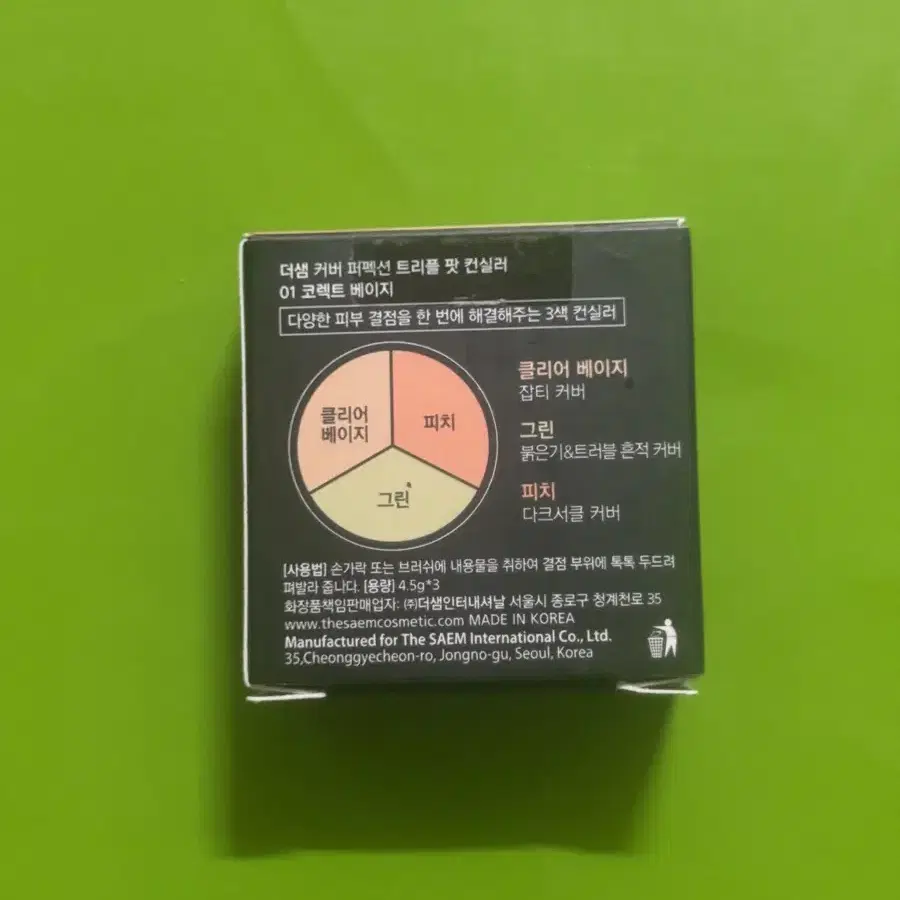 더샘 커버 퍼펙션 트리플 팟 컨실러
01 코렉트 베이지
다양한 피부 결점을 한 번에 해결해주는 3색 컨실러
클리어
베이지
피치
그린
클리어 베이지
잡티 커버
그린
붉은기&트러블 흔적 커버
피치
다크서클 커버
[사용법] 손가락 또는 브러쉬에 내용물을 취하여 결점 부위에 톡톡 두드려
펴발라 줍니다. [용량] 4.5g*3
화장품책임판매업자: ㈜더샘인터내셔날 서울시 종로구 청계천로 35
www.thesaemcosmetic.com MADE IN KOREA
Manufactured for The SAEM International Co., Ltd.
35,Cheonggyecheon-ro, Jongno-gu, Seoul, Korea